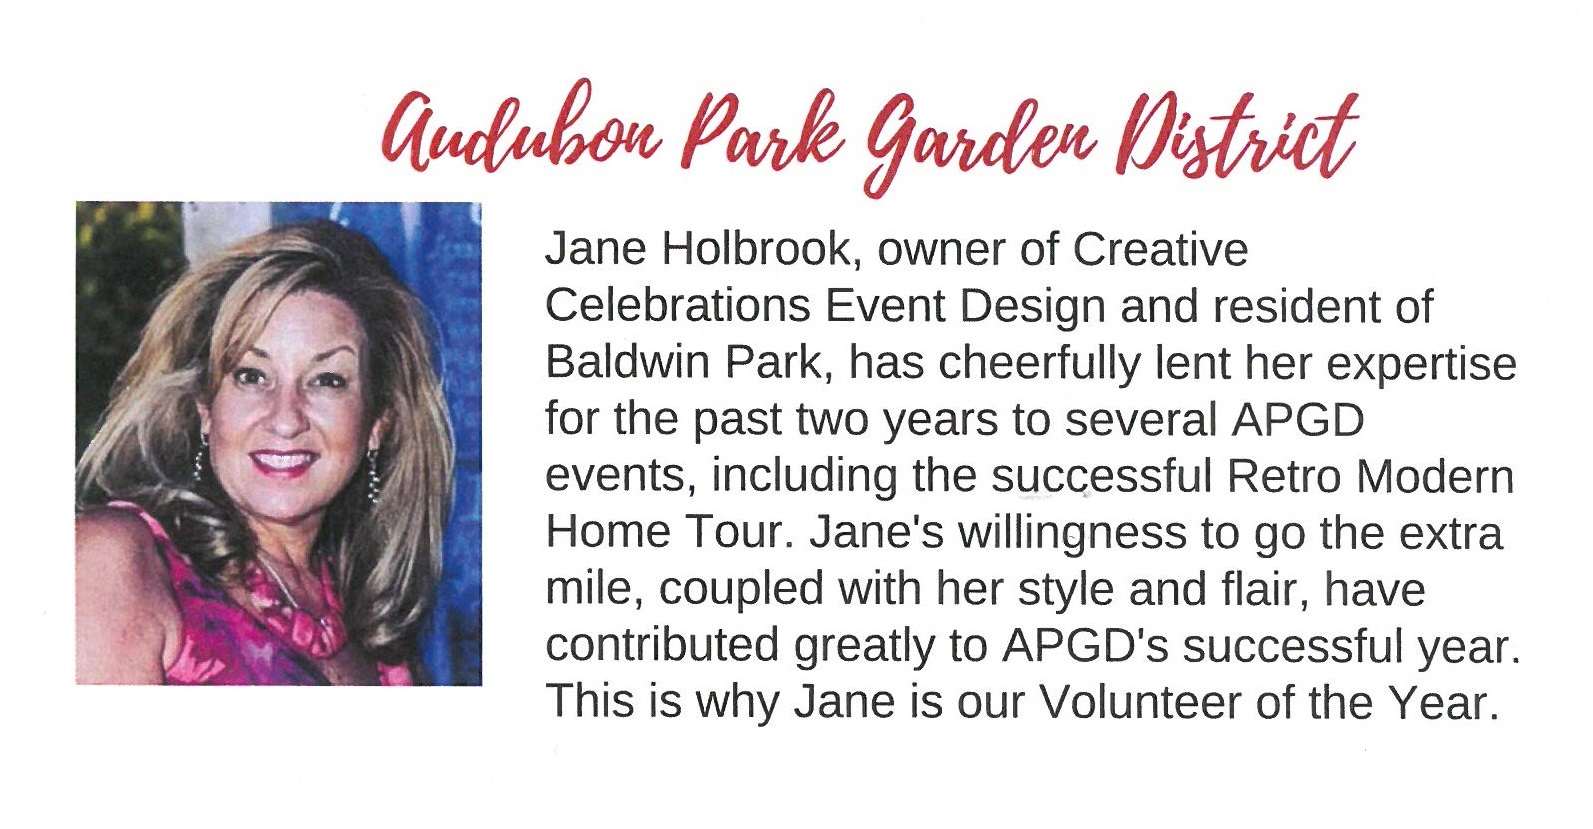 Audubon Park Garden District
Jane Holbrook, owner of Creative
Celebrations Event Design and resident of
Baldwin Park, has cheerfully lent her expertise
for the past two years to several APGD
events, including the successful Retro Modern
Home Tour. Jane's willingness to go the extra
mile, coupled with her style and flair, have
contributed greatly to APGD's successful year.
This is why Jane is our Volunteer of the Year.